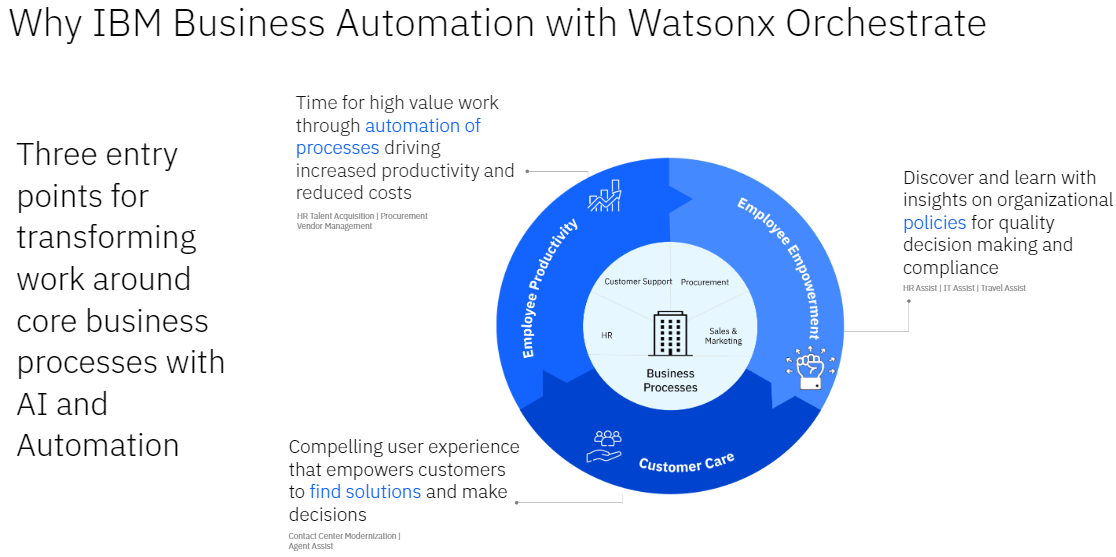 Why IBM Business Automation with Watsonx Orchestrate
Three entry
points for
transforming
work around
core business
processes with
AI and
Automation
Time for high value work
through automation of
processes driving
increased productivity and
reduced costs
HR Talent Acquisition | Procurement
Vendor Management
Employee Productivity
Employee Empowerment
Customer Care
Customer Support
Procurement
HR
Sales &
Marketing
Business
Processes
Discover and learn with
insights on organizational
policies for quality
decision making and
compliance
HR Assist | IT Assist | Travel Assist
Compelling user experience
that empowers customers
to find solutions and make
decisions
Contact Center Modernization |
Agent Assist